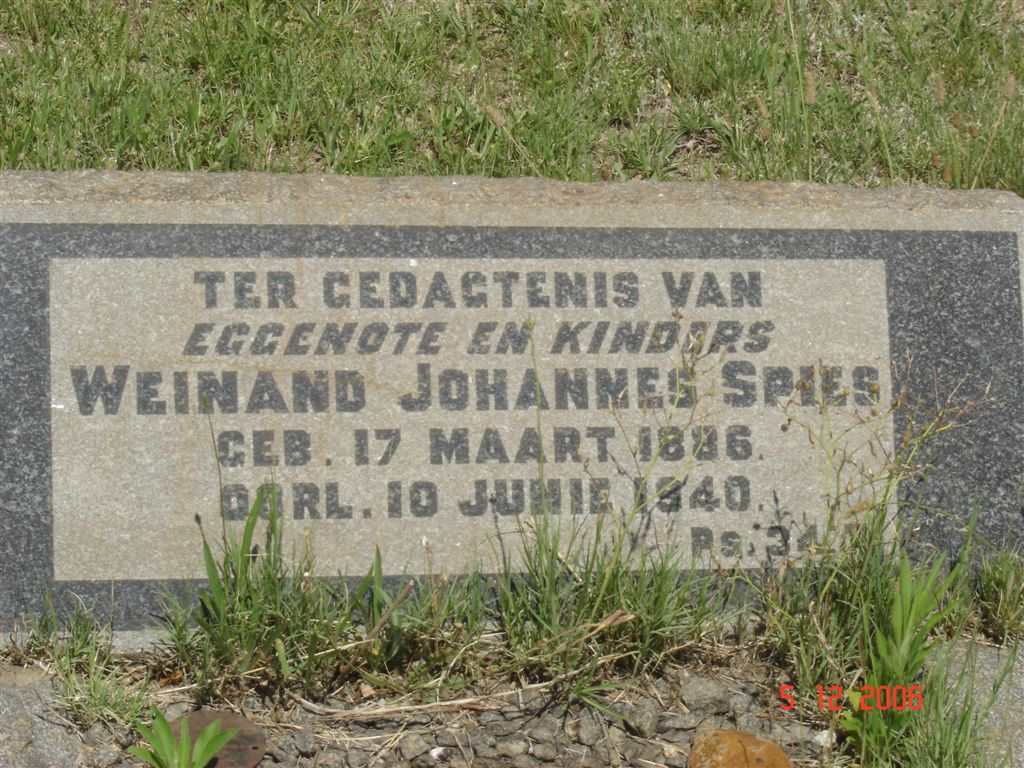 TER GEDAGTENIS VAN
EGGENOTE EN KINDERS
WEINAND JOHANNES SPIES
GEB. 17 MAART 1886.
OORL. 10 JUNIE 1940.
Ps.
5 12 2006